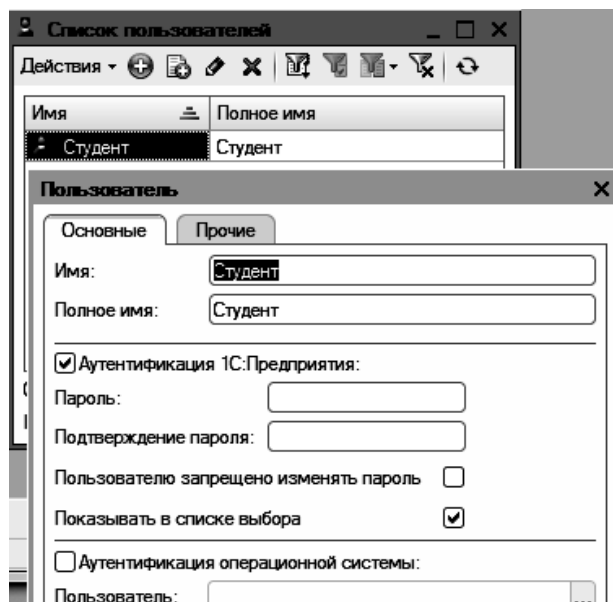 Список пользователей
Действия
Имя Полное имя
Студент Студент
Пользователь
Основные Прочие
Имя: Студент
Полное имя: Студент
Аутентификация 1С:Предприятия:
Пароль:
Подтверждение пароля:
Пользователю запрещено изменять пароль
Показывать в списке выбора
Аутентификация операционной системы:
Пользователь: ...